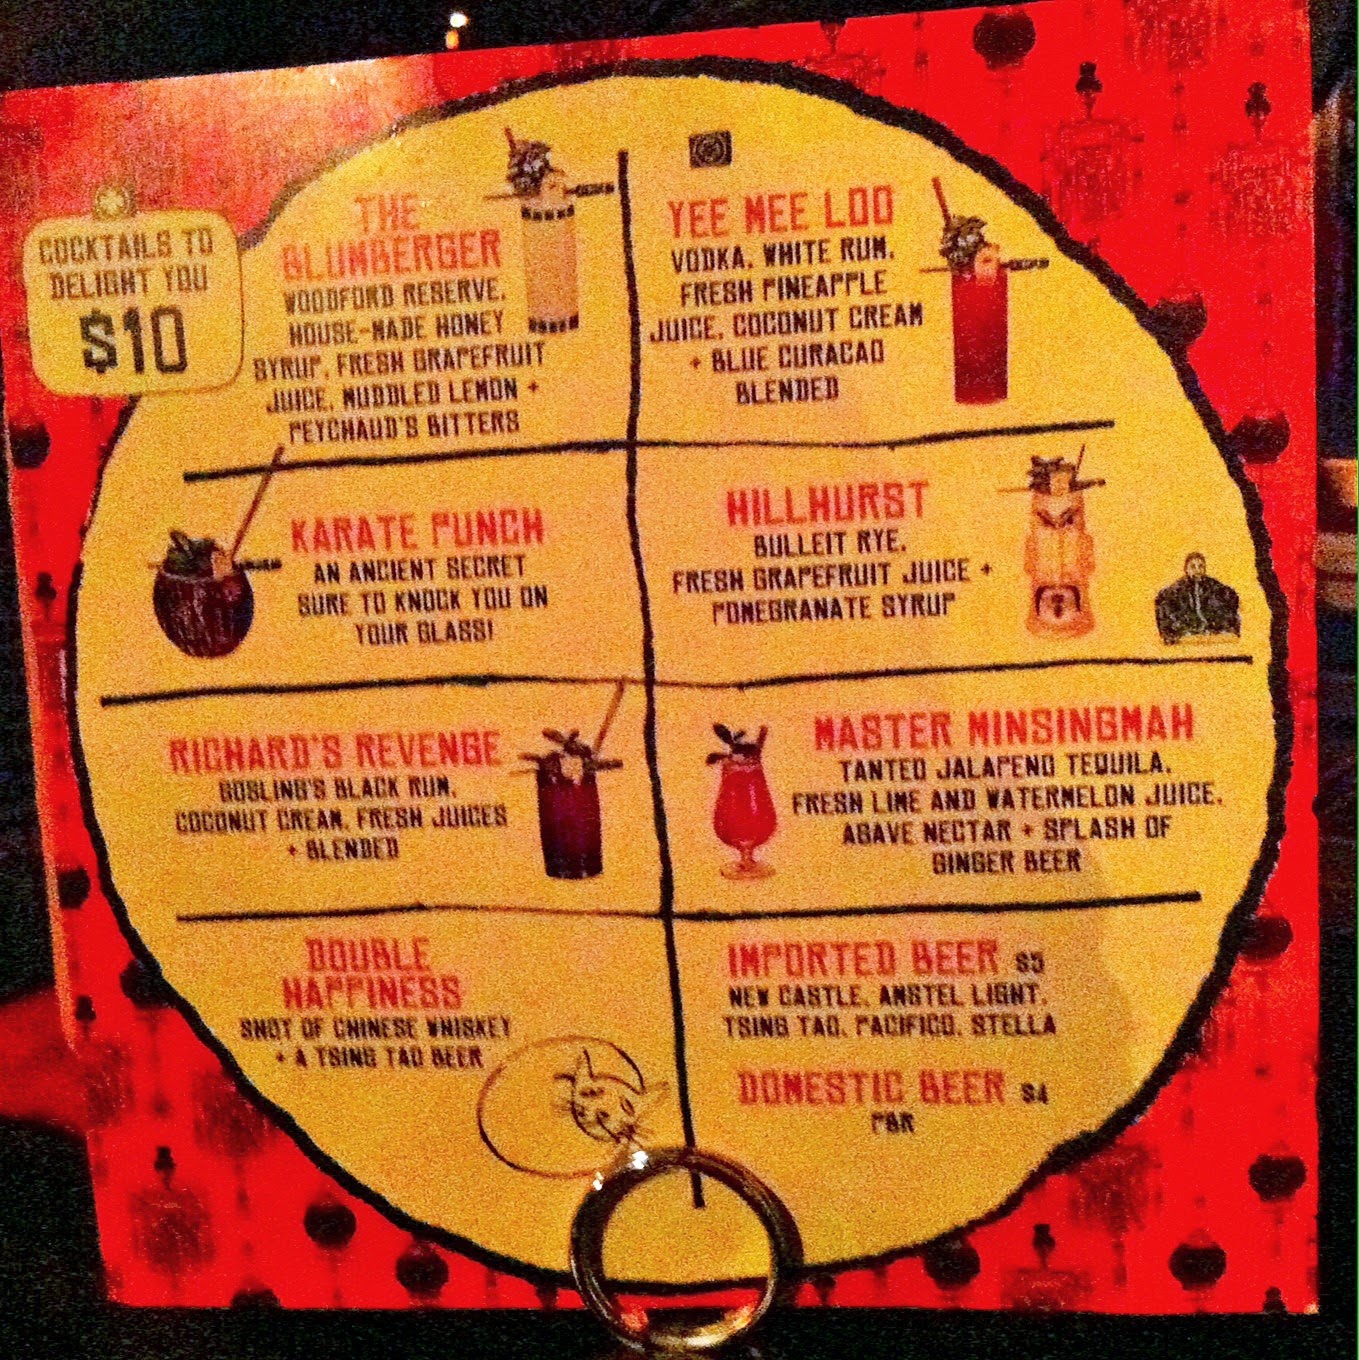 COCKTAILS TO
DELIGHT YOU
$10
THE
BLUMBERGER
WOODFORD RESERVE,
HOUSE-MADE HONEY
SYRUP, FRESH GRAPEFRUIT
JUICE, MUDDLED LEMON +
PEYCHAUD'S BITTERS
YEE MEE LOO
VODKA, WHITE RUM,
FRESH PINEAPPLE
JUICE, COCONUT CREAM
+ BLUE CURACAO
BLENDED
KARATE PUNCH
AN ANCIENT SECRET
SURE TO KNOCK YOU ON
YOUR GLASS!
HILLHURST
BULLEIT RYE,
FRESH GRAPEFRUIT JUICE +
POMEGRANATE SYRUP
RICHARD'S REVENGE
GOSLING'S BLACK RUM,
COCONUT CREAM, FRESH JUICES
+ BLENDED
MASTER MINSINGMAH
TANTEO JALAPENO TEQUILA,
FRESH LIME AND WATERMELON JUICE,
AGAVE NECTAR + SPLASH OF
GINGER BEER
DOUBLE
HAPPINESS
SHOT OF CHINESE WHISKEY
+ A TSING TAO BEER
IMPORTED BEER $5
NEW CASTLE, AMSTEL LIGHT,
TSING TAO, PACIFICO, STELLA
DOMESTIC BEER $4
PBR